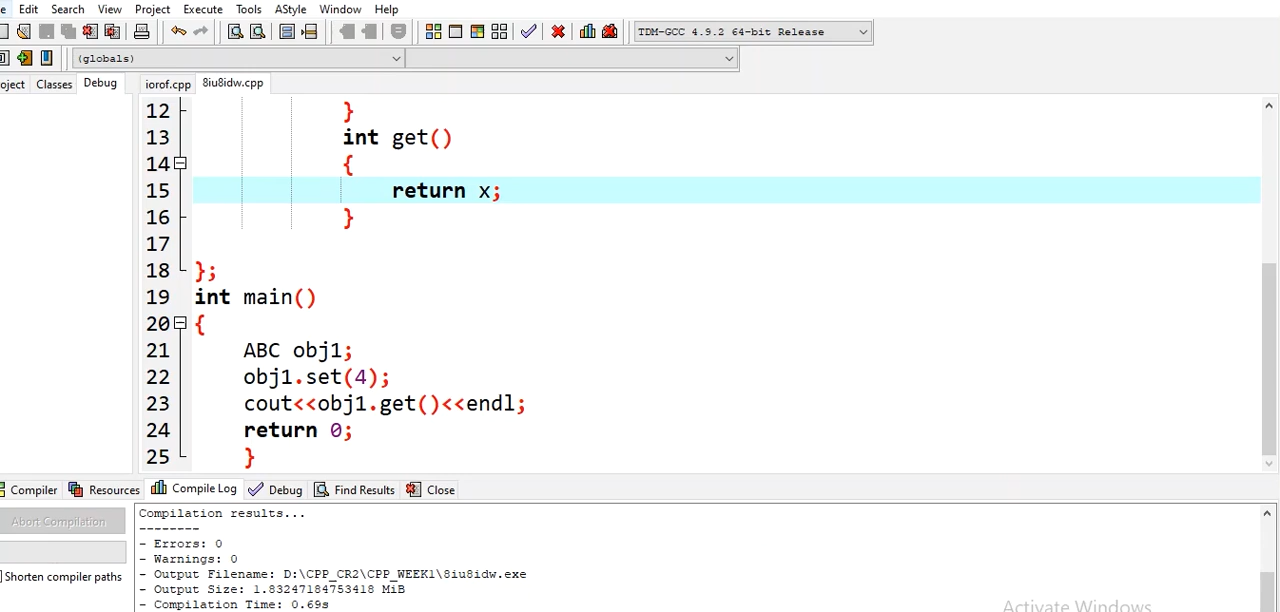 Edit Search View Project Execute Tools AStyle Window Help
TDM-GCC 4.9.2 64-bit Release
(globals)
Classes Debug iorof.cpp 8iu8idw.cpp
12 }
13 int get()
14 {
15 return x;
16 }
17
18 };
19 int main()
20 {
21 ABC obj1;
22 obj1.set(4);
23 cout<<obj1.get()<<endl;
24 return 0;
25 }
Compiler Resources Compile Log Debug Find Results Close
Abort Compilation
Shorten compiler paths
Compilation results...
--------
- Errors: 0
- Warnings: 0
- Output Filename: D:\CPP_CR2\CPP_WEEK1\8iu8idw.exe
- Output Size: 1.83247184753418 MiB
- Compilation Time: 0.69s
Activate Windows